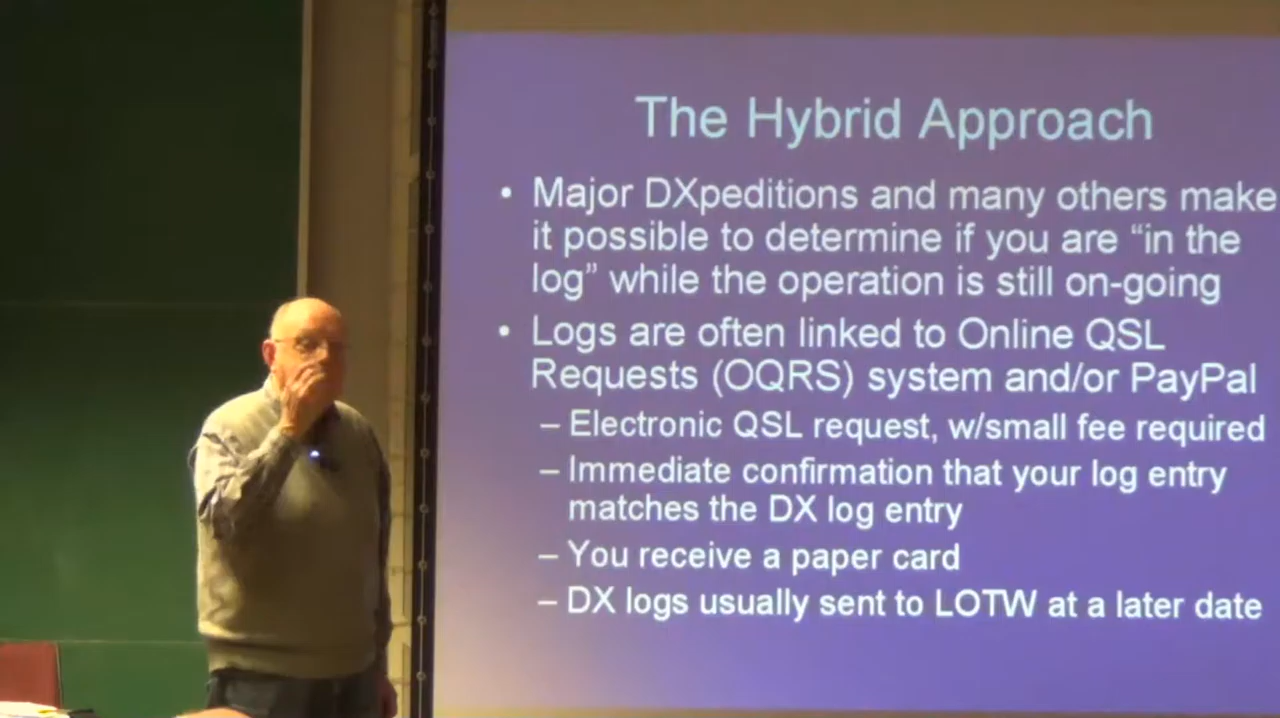 The Hybrid Approach
• Major DXpeditions and many others make
it possible to determine if you are “in the
log” while the operation is still on-going
• Logs are often linked to Online QSL
Requests (OQRS) system and/or PayPal
– Electronic QSL request, w/small fee required
– Immediate confirmation that your log entry
matches the DX log entry
– You receive a paper card
– DX logs usually sent to LOTW at a later date